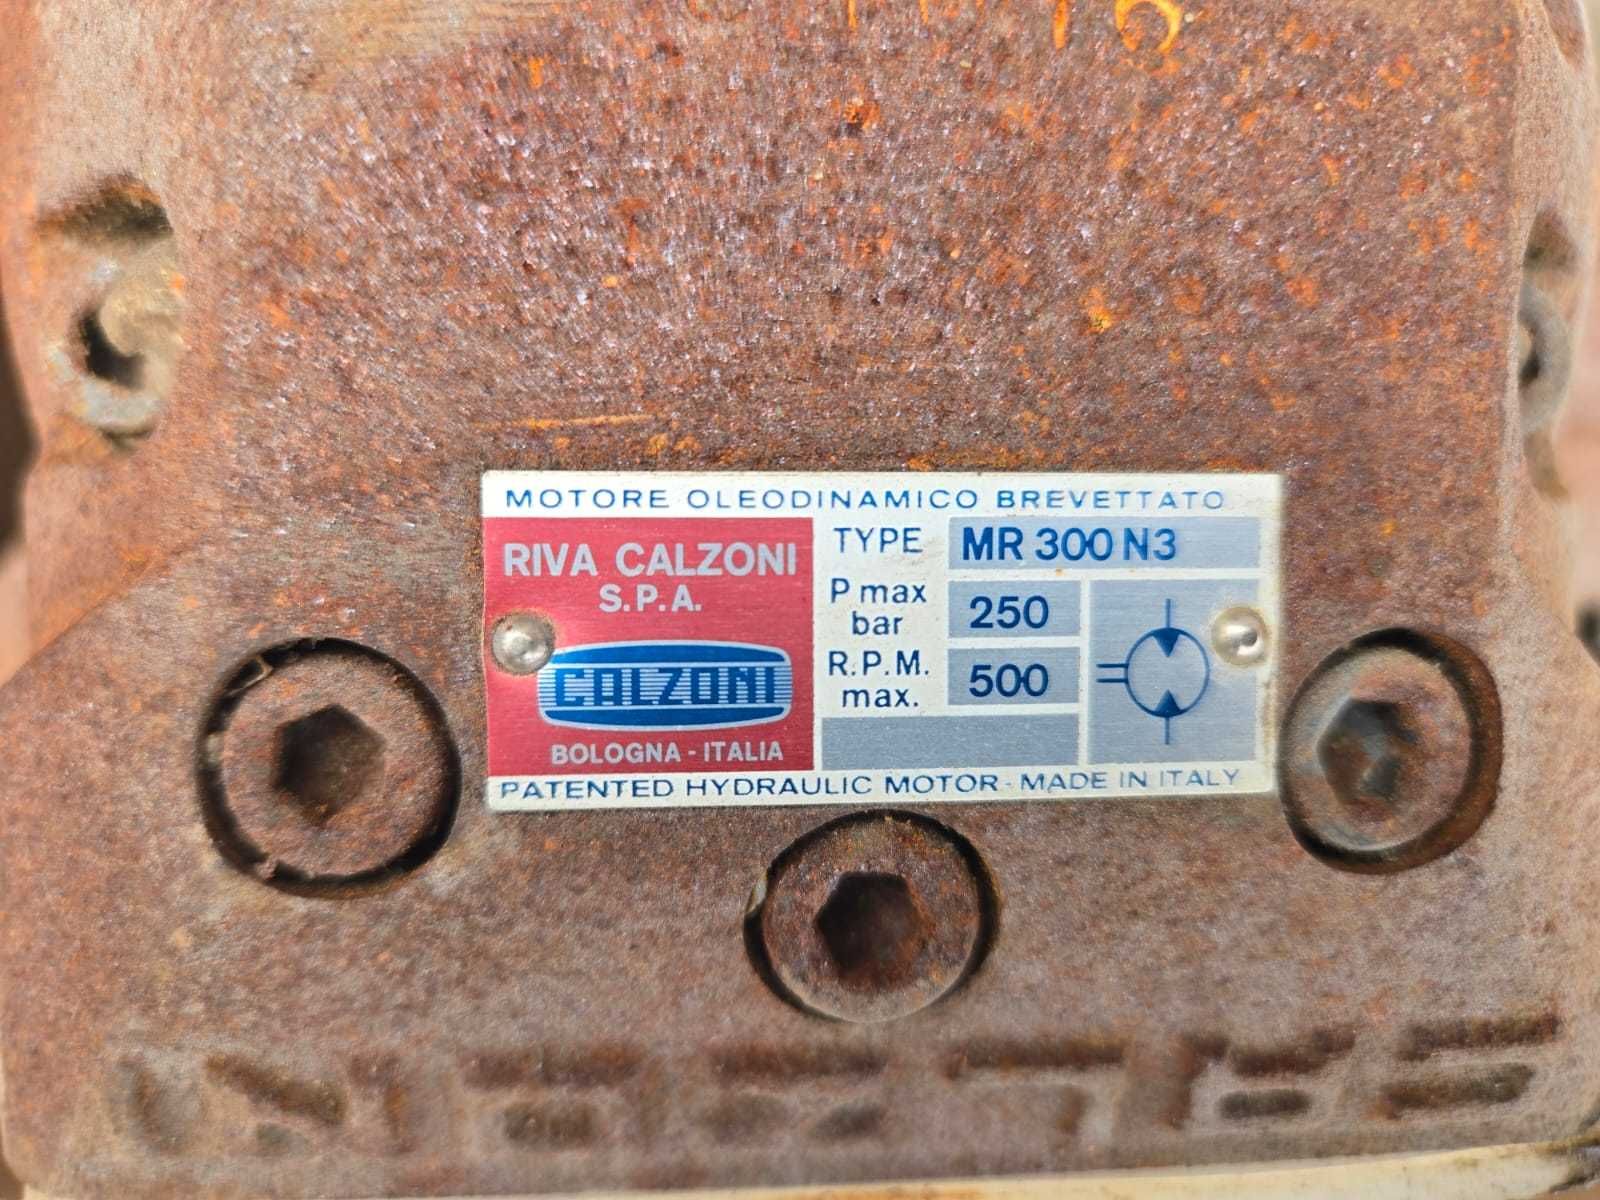 MOTORE OLEODINAMICO BREVETTATO
RIVA CALZONI
S.P.A.
CALZONI
BOLOGNA - ITALIA
TYPE MR 300 N3
P max
bar 250
R.P.M.
max. 500
PATENTED HYDRAULIC MOTOR - MADE IN ITALY